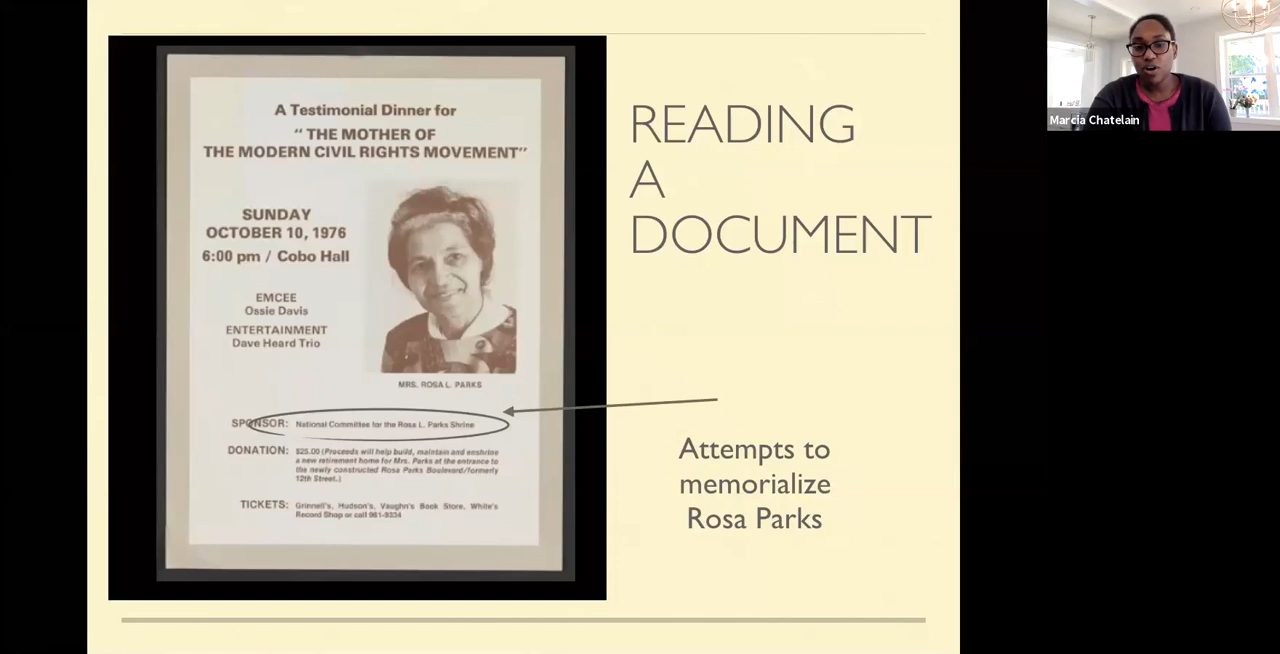 A Testimonial Dinner for
“ THE MOTHER OF
THE MODERN CIVIL RIGHTS MOVEMENT”
SUNDAY
OCTOBER 10, 1976
6:00 pm / Cobo Hall
EMCEE
Ossie Davis
ENTERTAINMENT
Dave Heard Trio
MRS. ROSA L. PARKS
SPONSOR: National Committee for the Rosa L. Parks Shrine
DONATION: $25.00 (Proceeds will help build, maintain and enshrine
a new retirement home for Mrs. Parks at the entrance to
the newly constructed Rosa Parks Boulevard/formerly
12th Street.)
TICKETS: Grinnell's, Hudson's, Vaughn's Book Store, White's
Record Shop or call 961-9334
READING
A
DOCUMENT
Attempts to
memorialize
Rosa Parks
Marcia Chatelain